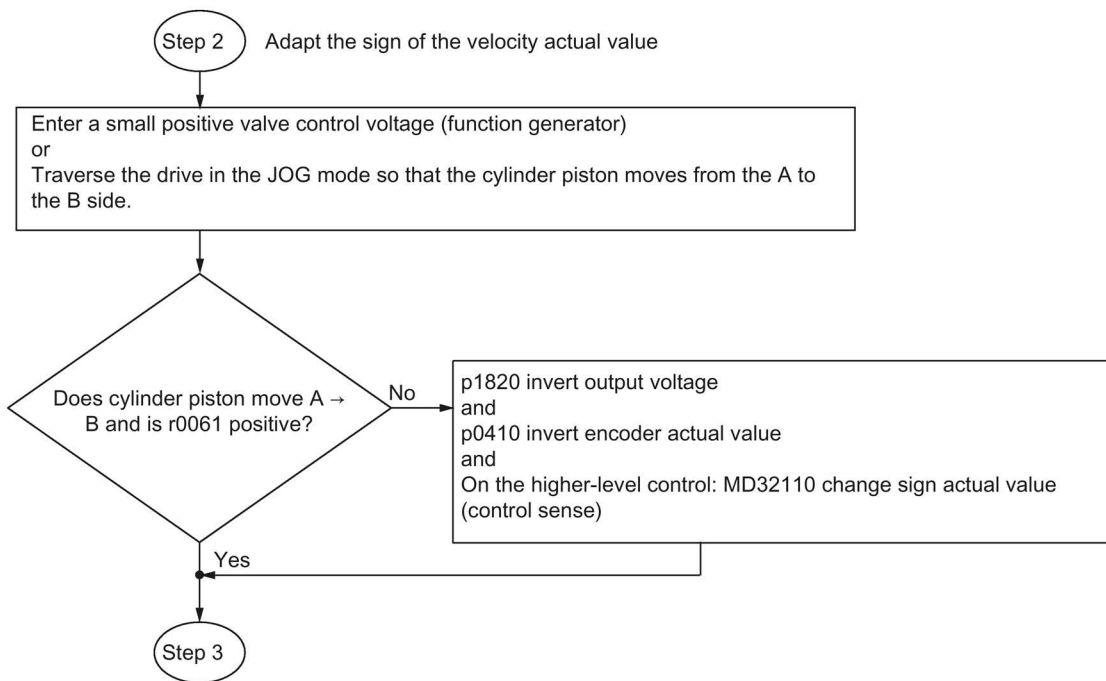 Step 2
Adapt the sign of the velocity actual value
Enter a small positive valve control voltage (function generator)
or
Traverse the drive in the JOG mode so that the cylinder piston moves from the A to
the B side.
Does cylinder piston move A →
B and is r0061 positive?
No
p1820 invert output voltage
and
p0410 invert encoder actual value
and
On the higher-level control: MD32110 change sign actual value
(control sense)
Yes
Step 3